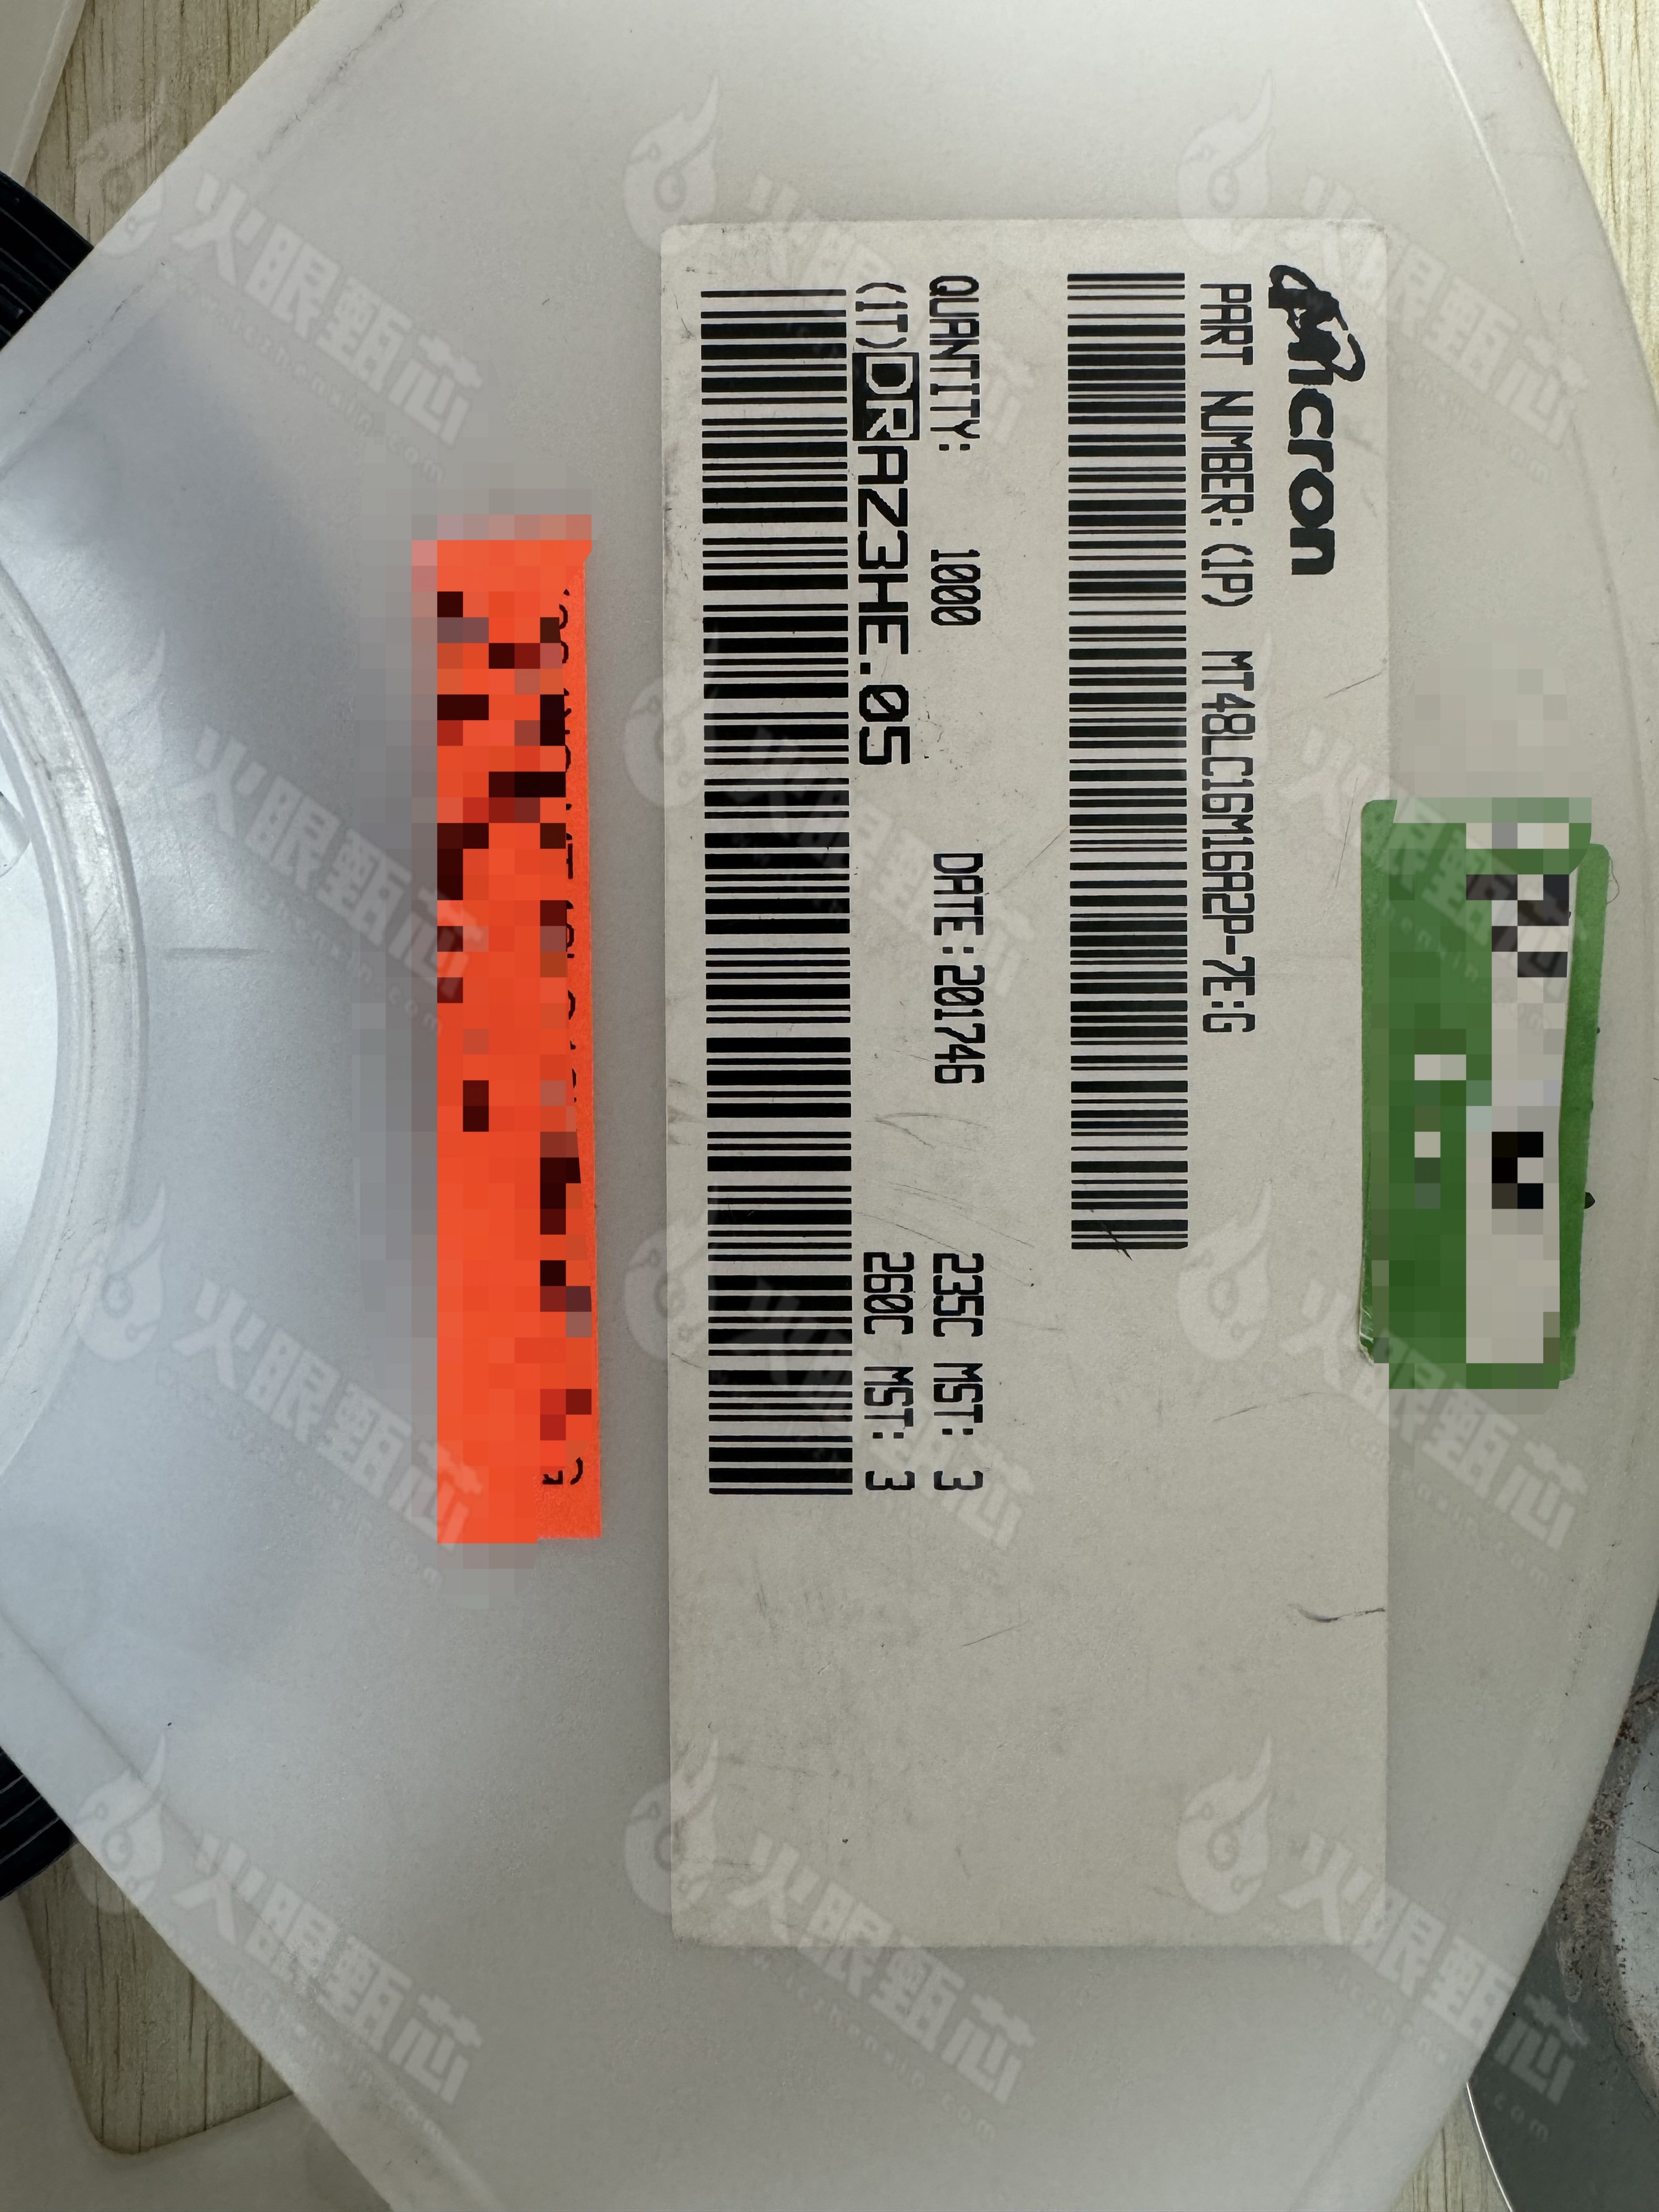 Micron
PART NUMBER: (1P) MT48LC16M16A2P-7E:G
QUANTITY: 1000 DATE:201746 235C MST: 3
(1T)DRAZ3HE.05 260C MST: 3
火眼甄芯